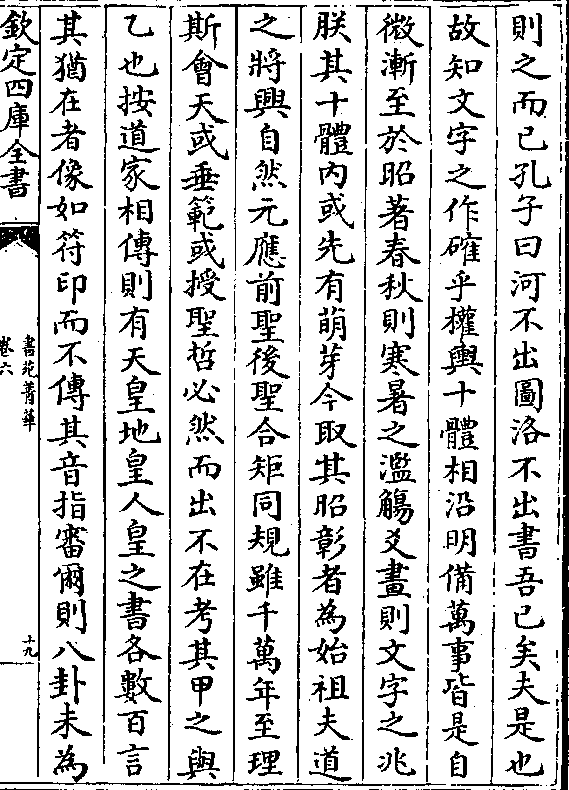 則之而已孔子曰河不出圖洛不出書吾已矣夫是也
故知文字之作確乎權輿十體相沿明備萬事皆是自
微漸至於昭著春秋則寒暑之濫觴爻畫則文字之兆
朕其十體内或先有萌芽今取其昭彰者為始祖夫道
之將興自然元應前聖後聖合矩同規雖千萬年至理
斯會天或垂範或授聖哲必然而出不在考其甲之與
乙也按道家相傳則有天皇地皇人皇之書各數百言
其猶在者像如符印而不傳其音指審爾則八卦未為
欽定四庫全書
書苑菁華
卷六
十九